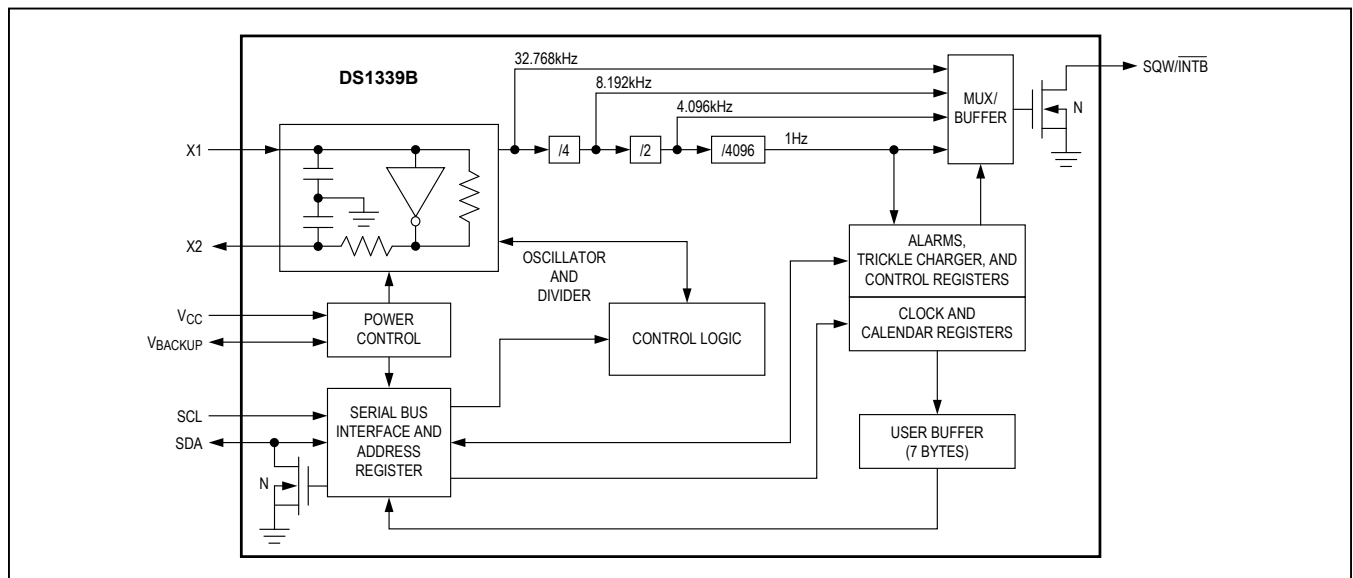 DS1339B
32.768kHz
8.192kHz
4.096kHz
1Hz
/4
/2
/4096
MUX/
BUFFER
N
SQW/INTB
X1
X2
OSCILLATOR
AND
DIVIDER
ALARMS,
TRICKLE CHARGER, AND
CONTROL REGISTERS
CLOCK AND
CALENDAR REGISTERS
VCC
VBACKUP
POWER
CONTROL
CONTROL LOGIC
SCL
SDA
SERIAL BUS
INTERFACE AND
ADDRESS
REGISTER
N
USER BUFFER
(7 BYTES)